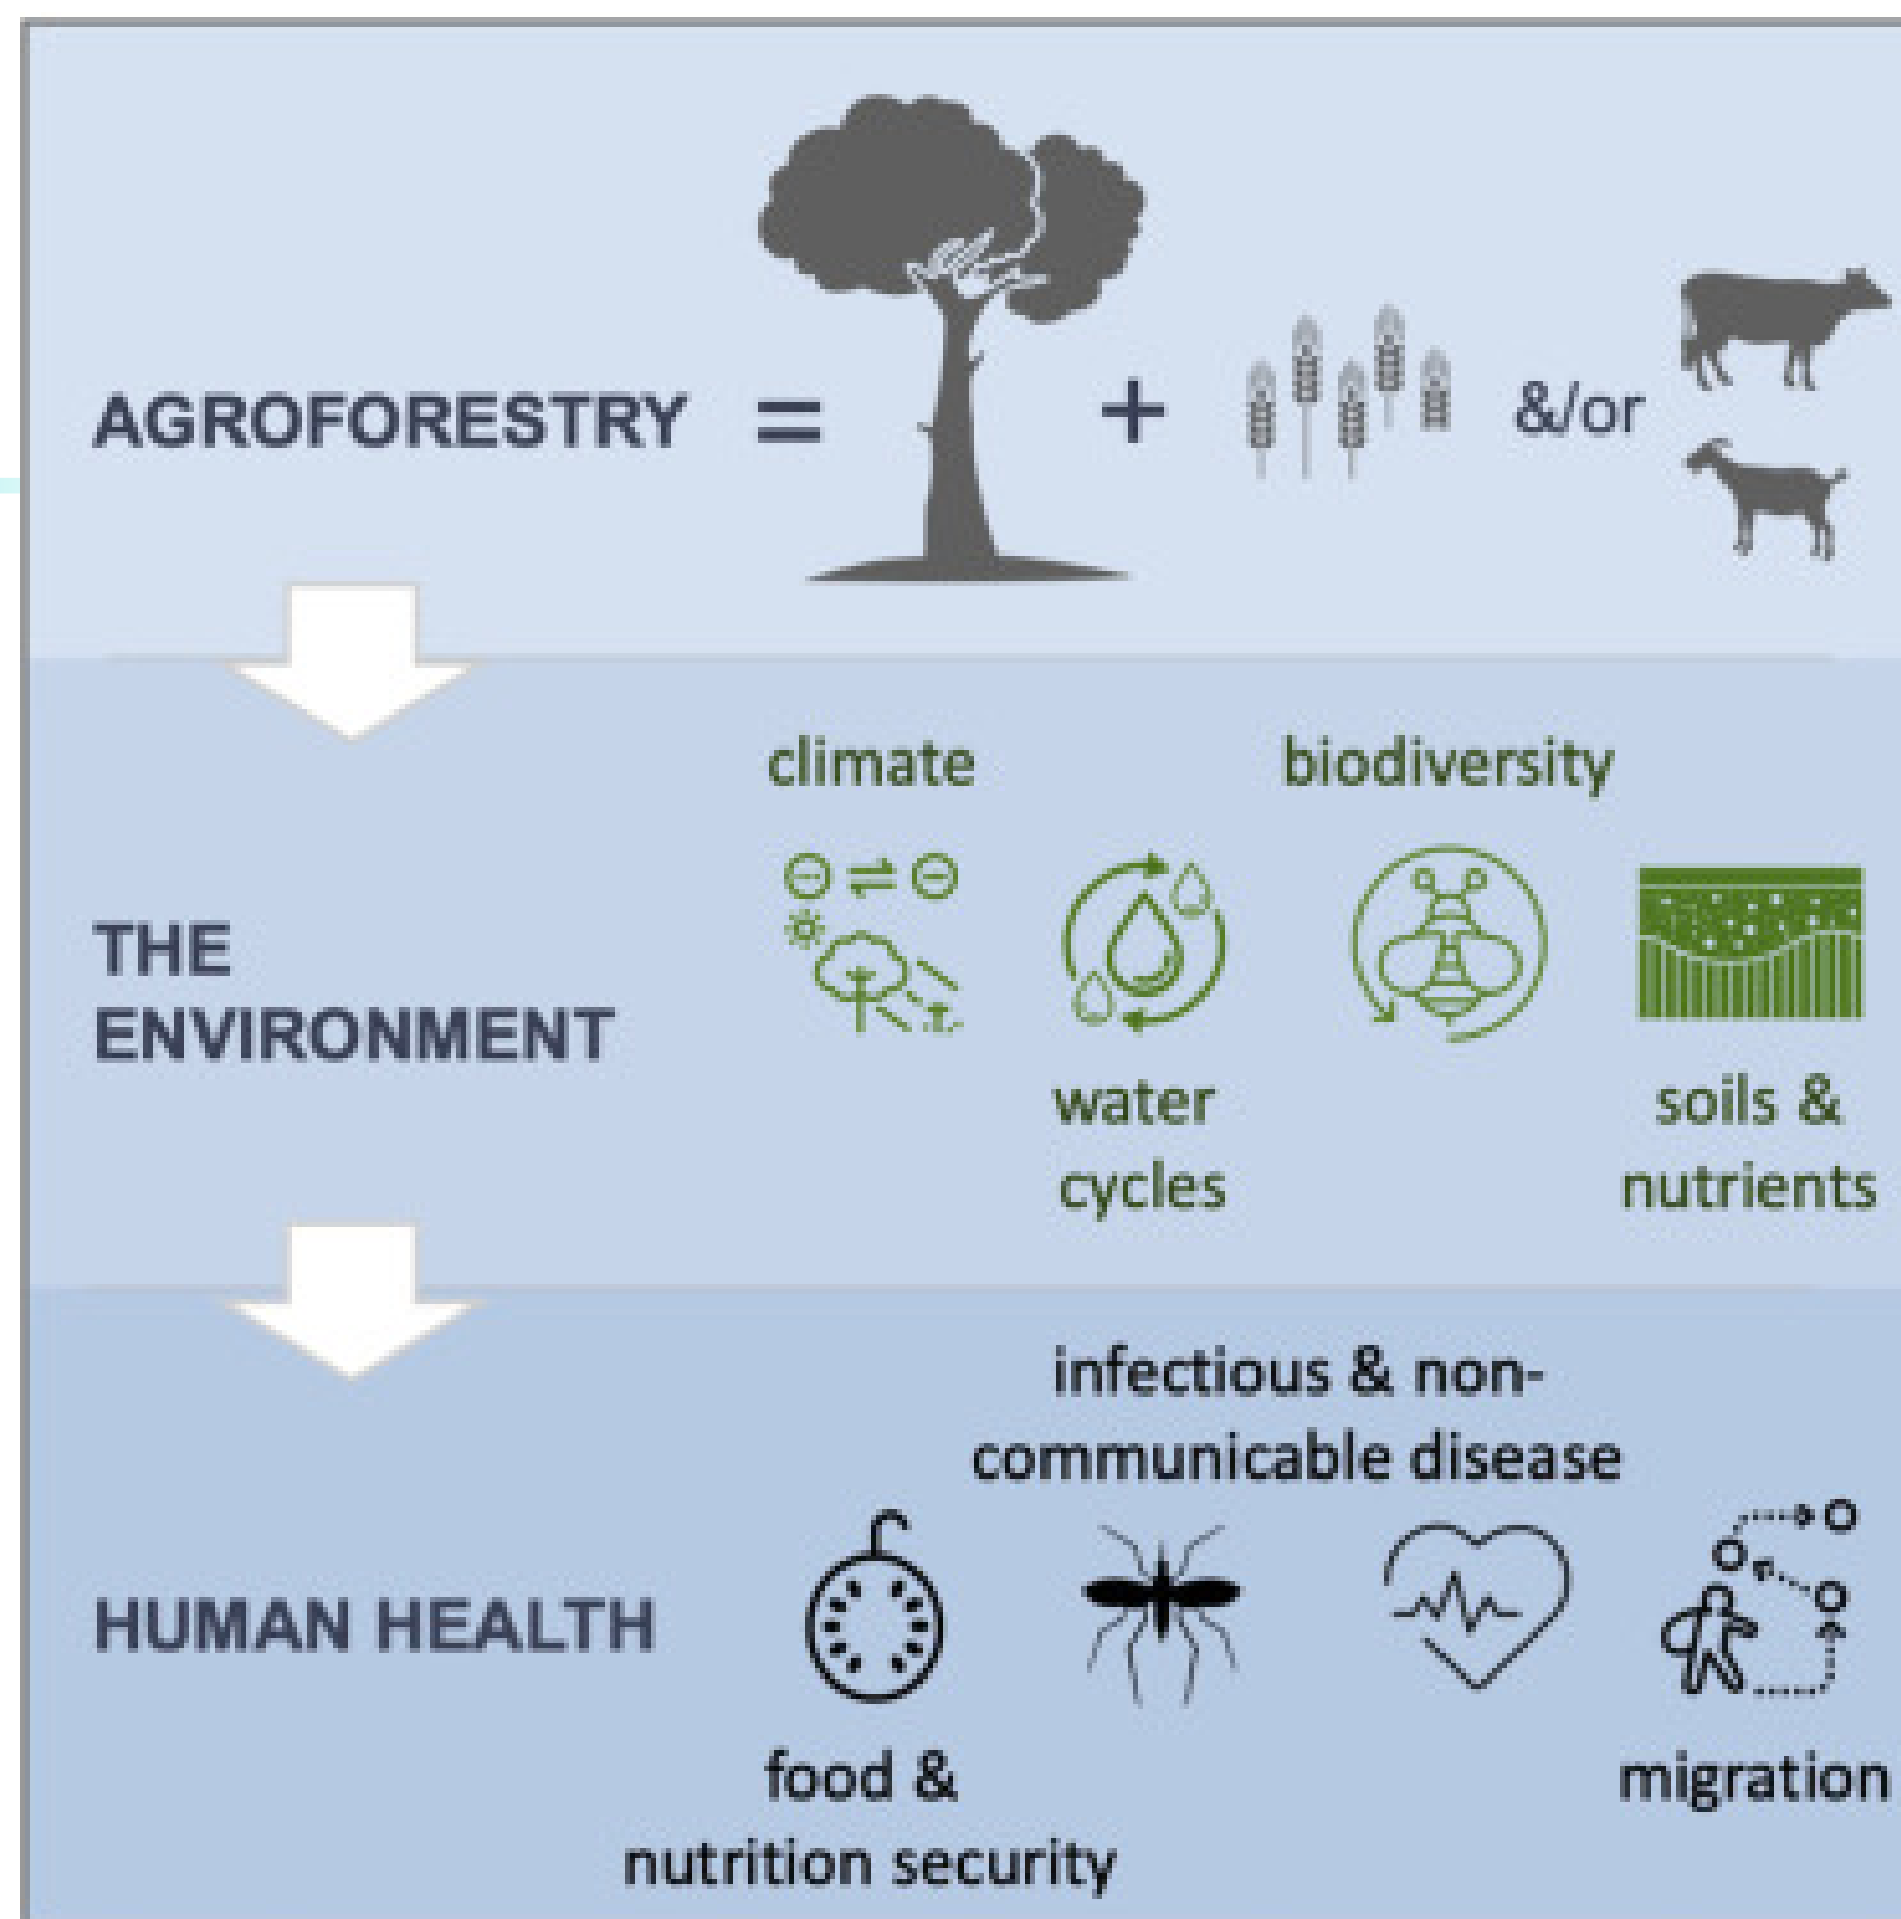 AGROFORESTRY = + &/or
climate biodiversity
THE
ENVIRONMENT
water
cycles
soils &
nutrients
infectious & non-
communicable disease
HUMAN HEALTH
food &
nutrition security
migration